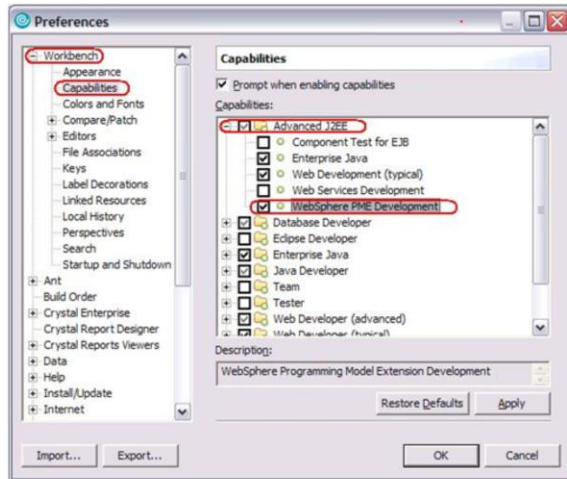 Preferences
Workbench
Appearance
Capabilities
Colors and Fonts
Compare/Patch
Editors
File Associations
Keys
Label Decorations
Linked Resources
Local History
Perspectives
Search
Startup and Shutdown
Ant
Build Order
Crystal Enterprise
Crystal Report Designer
Crystal Reports Viewers
Data
Help
Install/Update
Internet
Capabilities
Prompt when enabling capabilities
Capabilities:
Advanced J2EE
Component Test for EJB
Enterprise Java
Web Development (typical)
Web Services Development
WebSphere PME Development
Database Developer
Eclipse Developer
Enterprise Java
Java Developer
Team
Tester
Web Developer (advanced)
Web Developer (typical)
Description:
WebSphere Programming Model Extension Development
Restore Defaults
Apply
Import...
Export...
OK
Cancel